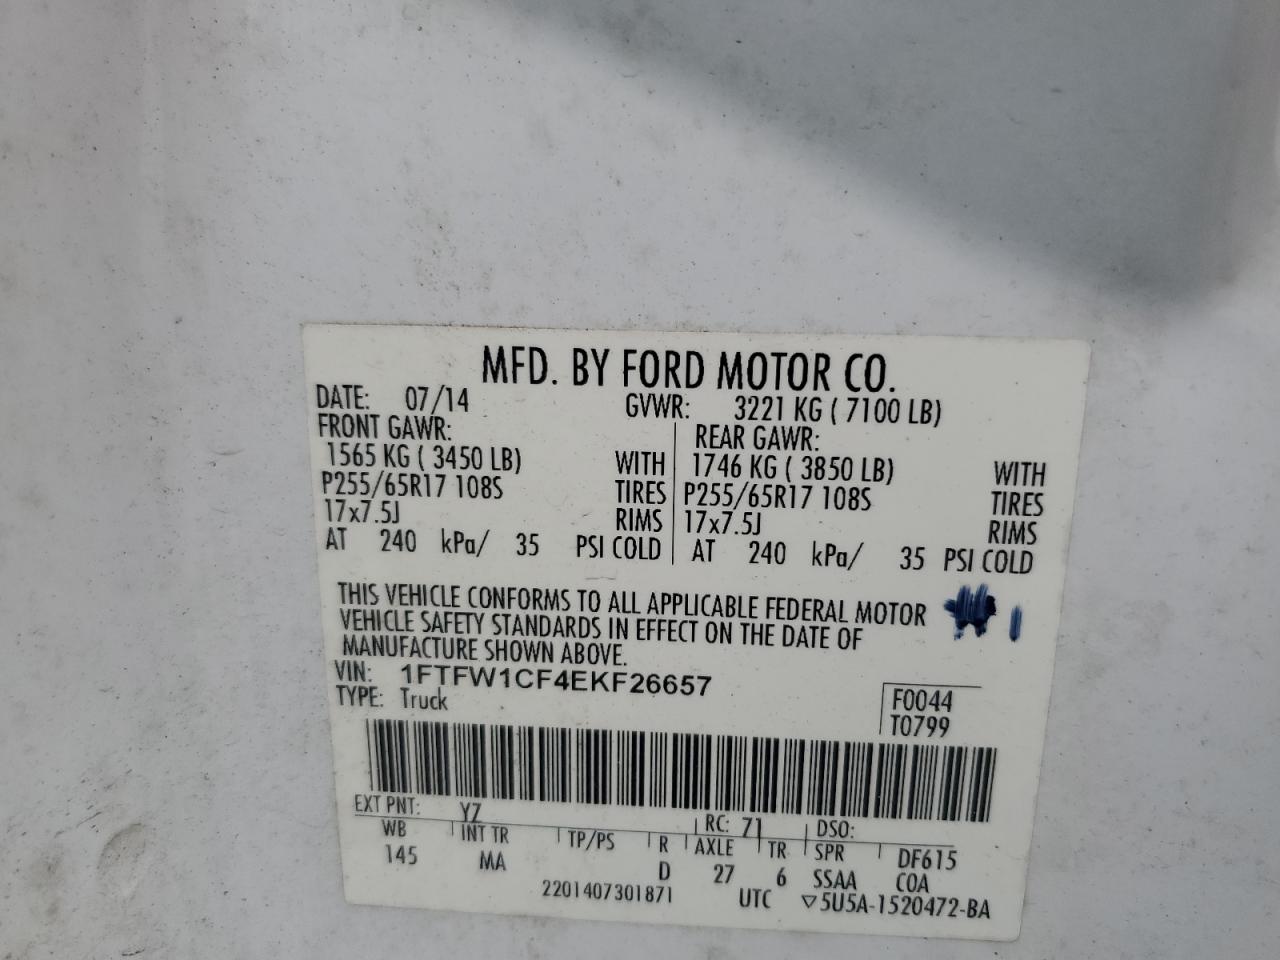 MFD. BY FORD MOTOR CO.
DATE: 07/14 GVWR: 3221 KG ( 7100 LB)
FRONT GAWR: REAR GAWR:
1565 KG ( 3450 LB) WITH 1746 KG ( 3850 LB) WITH
P255/65R17 108S TIRES P255/65R17 108S TIRES
17x7.5J RIMS 17x7.5J RIMS
AT 240 kPa/ 35 PSI COLD AT 240 kPa/ 35 PSI COLD
THIS VEHICLE CONFORMS TO ALL APPLICABLE FEDERAL MOTOR
VEHICLE SAFETY STANDARDS IN EFFECT ON THE DATE OF
MANUFACTURE SHOWN ABOVE.
VIN: 1FTFW1CF4EKF26657
TYPE: Truck
F0044
T0799
EXT PNT: YZ RC: 71 DSO:
WB INT TR TP/PS R AXLE TR SPR DF615
145 MA D 27 6 SSAA COA
2201407301871 UTC ▽5U5A-1520472-BA